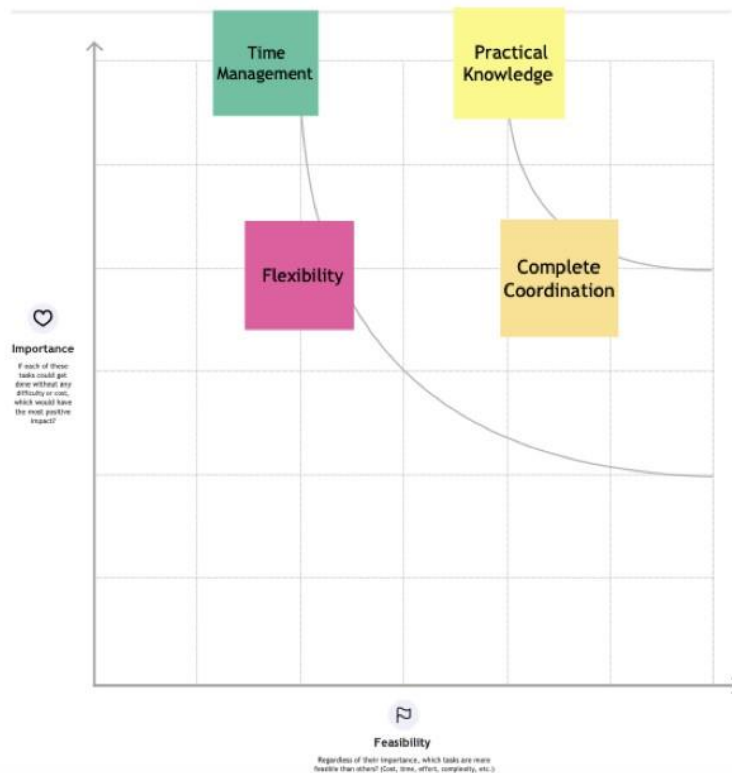 Time
Management
Practical
Knowledge
Flexibility
Complete
Coordination
Importance
If each of these
tasks could get
done without any
difficulty or cost,
which would have
the most positive
impact?
Feasibility
Regardless of their importance, which tasks are more
feasible than others? (Cost, time, effort, complexity, etc.)